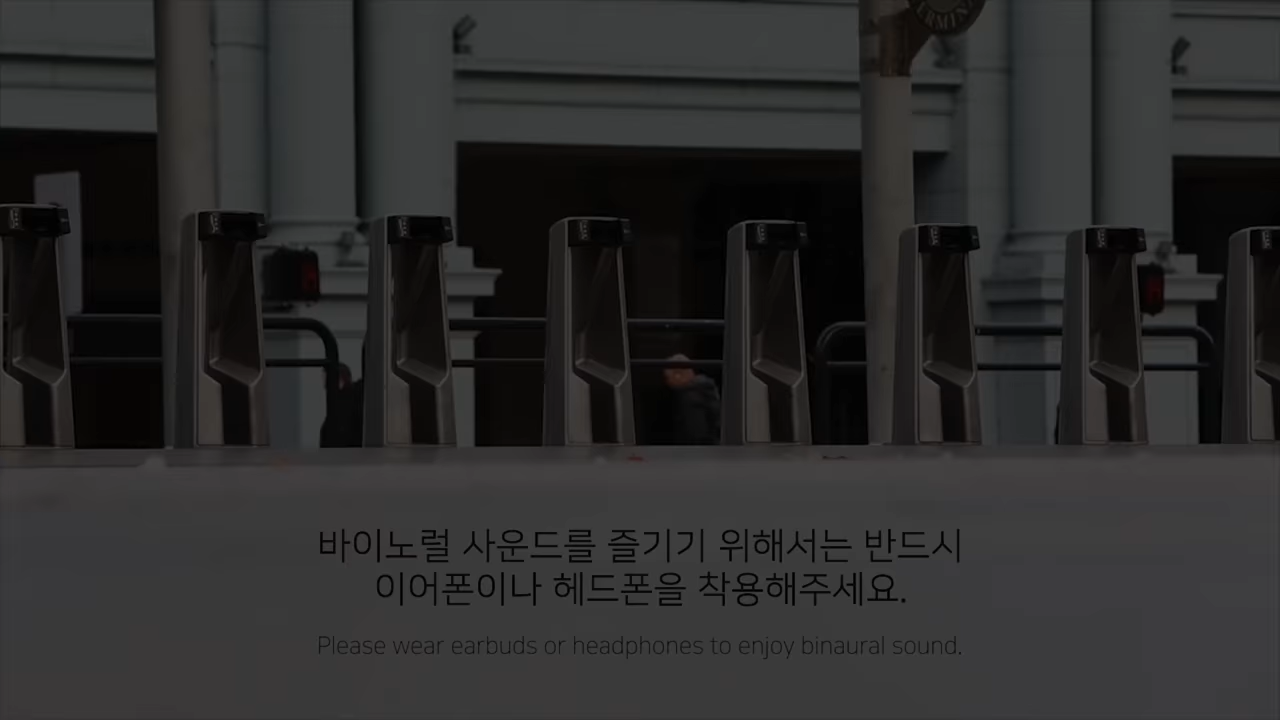 바이노럴 사운드를 즐기기 위해서는 반드시
이어폰이나 헤드폰을 착용해주세요.
Please wear earbuds or headphones to enjoy binaural sound.